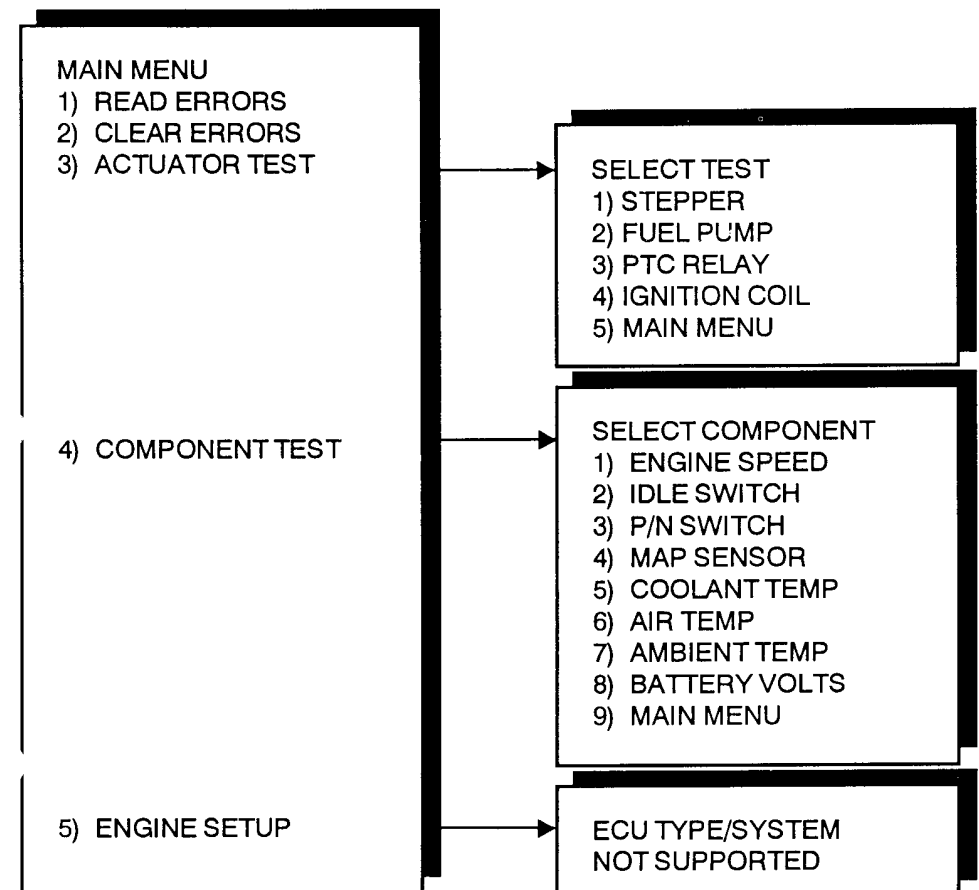 MAIN MENU
1) READ ERRORS
2) CLEAR ERRORS
3) ACTUATOR TEST
SELECT TEST
1) STEPPER
2) FUEL PUMP
3) PTC RELAY
4) IGNITION COIL
5) MAIN MENU
4) COMPONENT TEST
SELECT COMPONENT
1) ENGINE SPEED
2) IDLE SWITCH
3) P/N SWITCH
4) MAP SENSOR
5) COOLANT TEMP
6) AIR TEMP
7) AMBIENT TEMP
8) BATTERY VOLTS
9) MAIN MENU
5) ENGINE SETUP
ECU TYPE/SYSTEM
NOT SUPPORTED